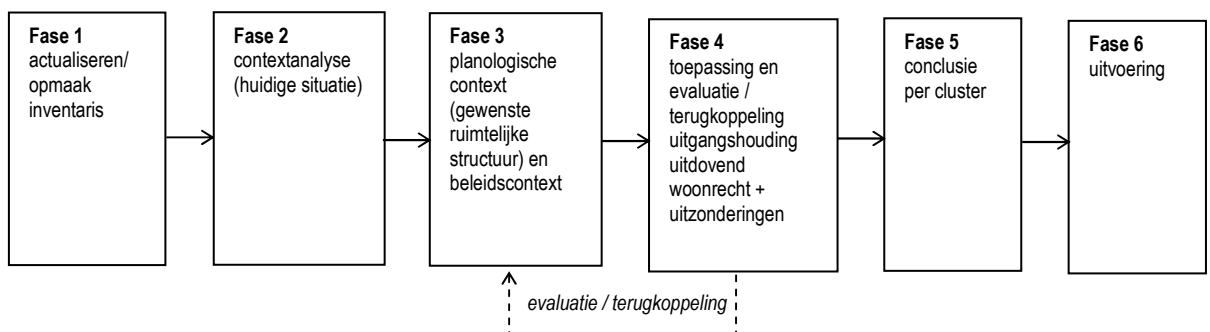 Fase 1
actualiseren/
opmaak
inventaris
Fase 2
contextanalyse
(huidige situatie)
Fase 3
planologische
context
(gewenste
ruimtelijke
structuur) en
beleidscontext
Fase 4
toepassing en
evaluatie /
terugkoppeling
uitgangshouding
uitdovend
woonrecht +
uitzonderingen
Fase 5
conclusie
per cluster
Fase 6
uitvoering
evaluatie / terugkoppeling